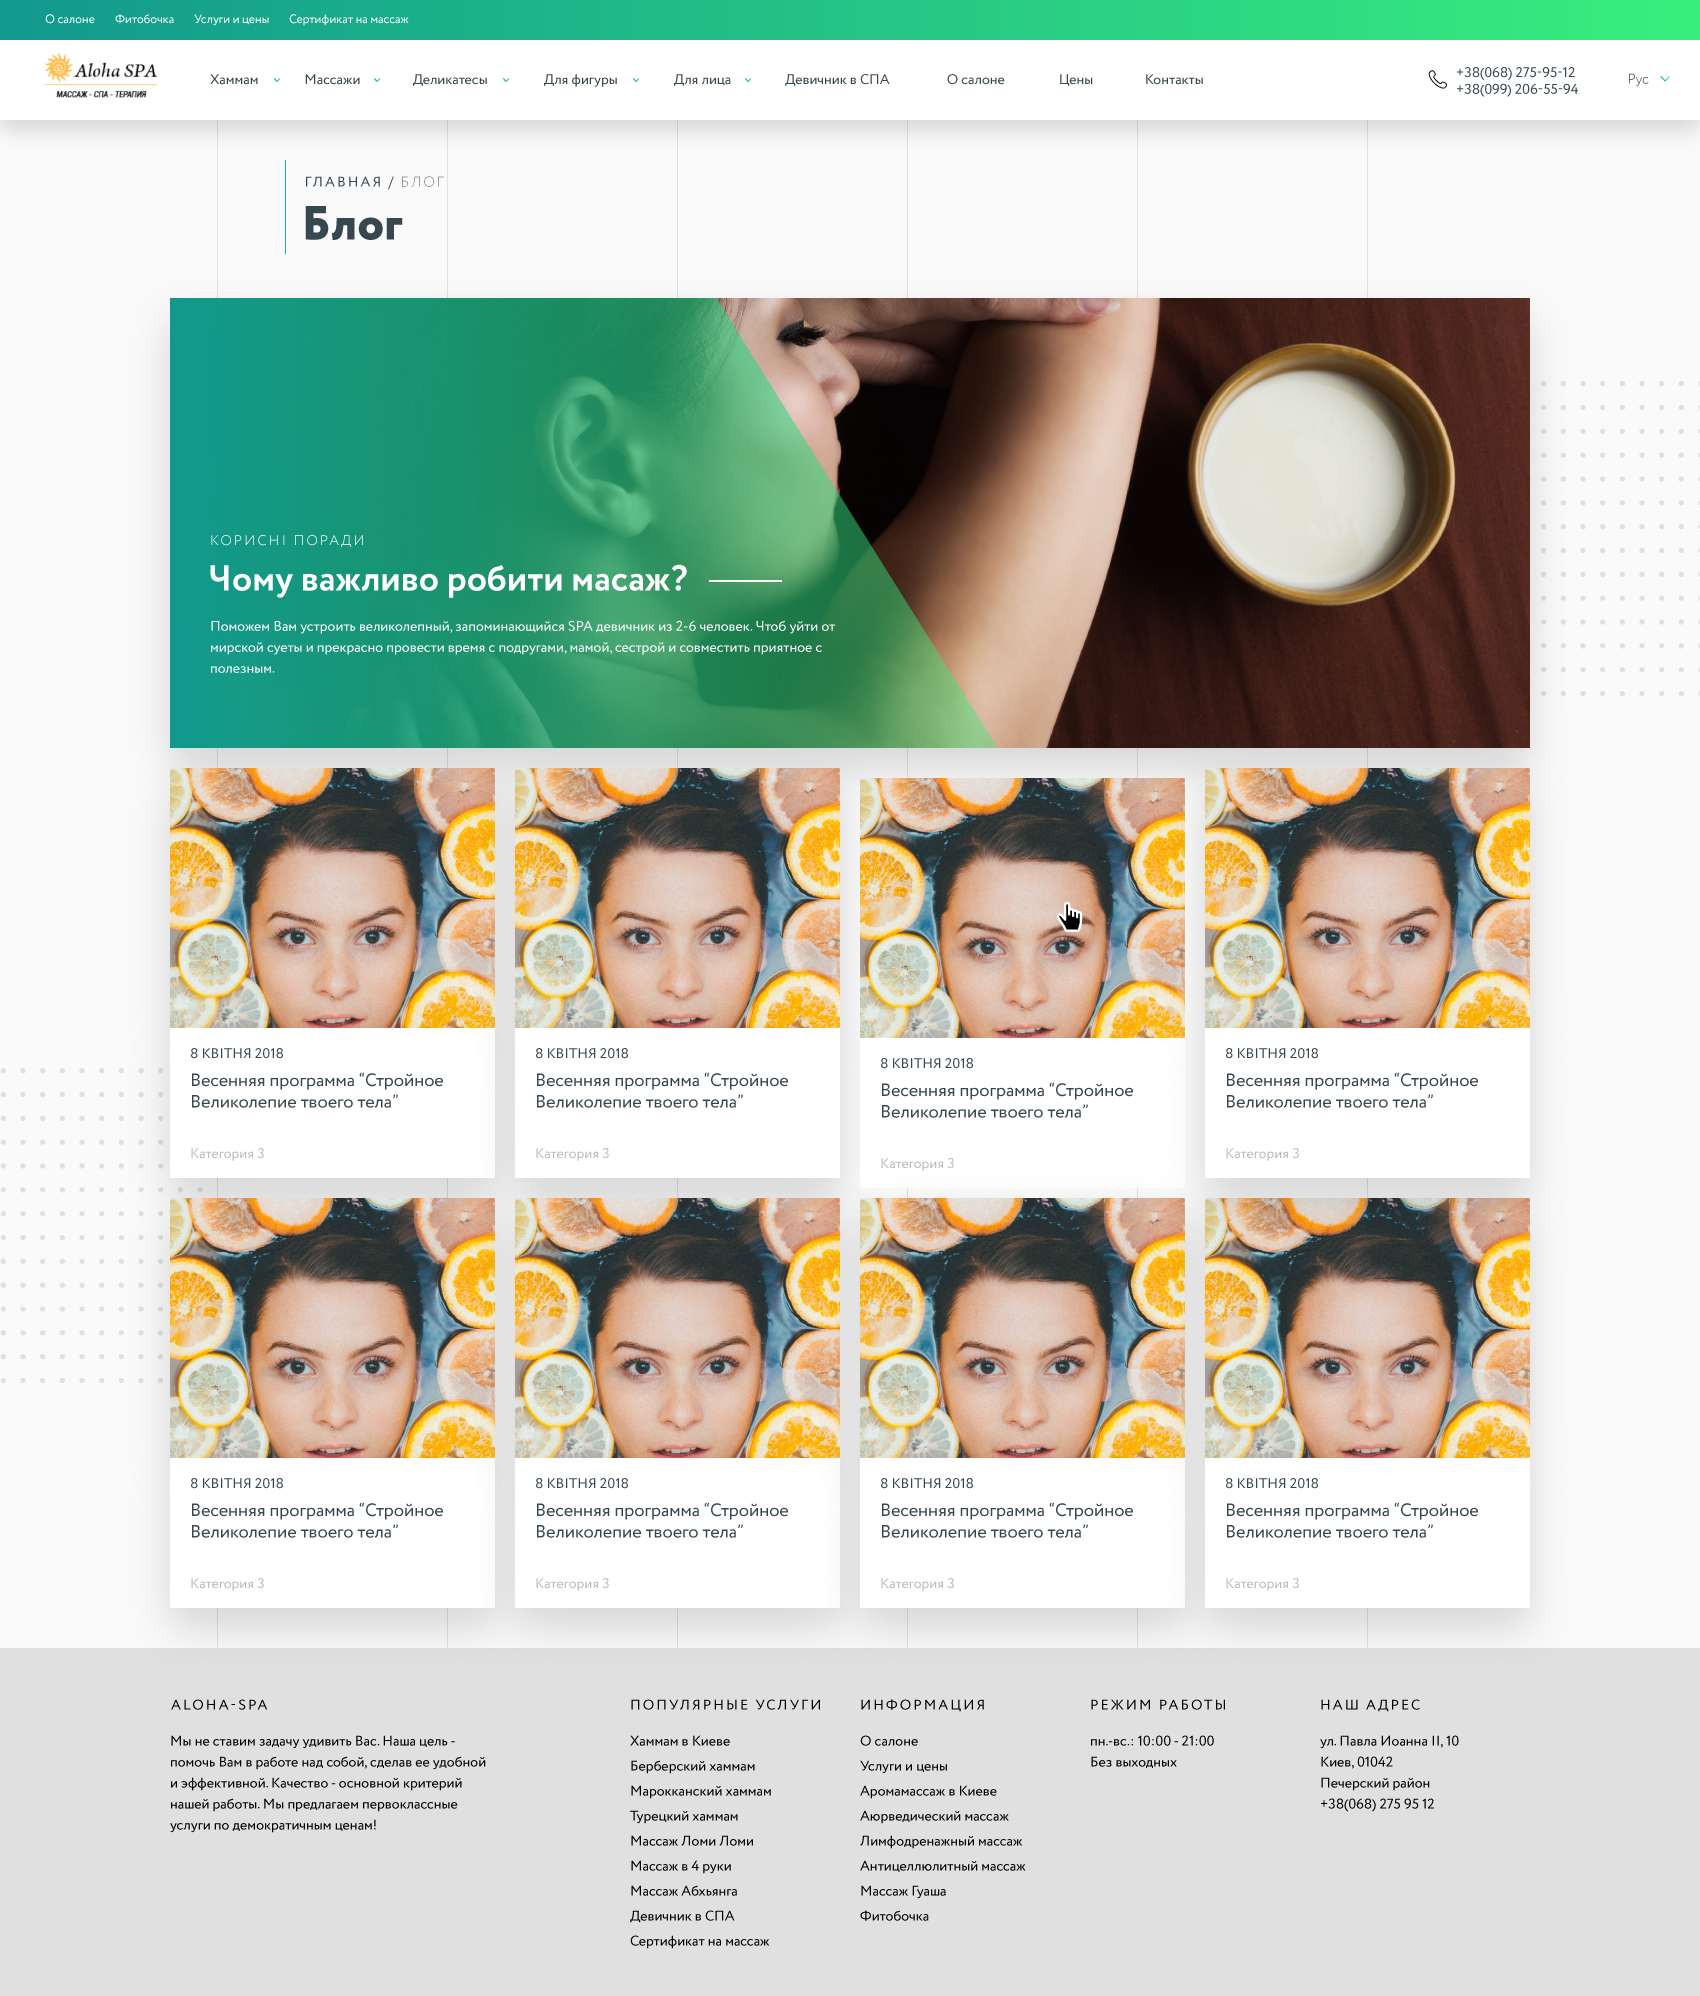 О салоне Фитобочка Услуги и цены Сертификат на массаж
Aloha SPA
МАССАЖ - СПА - ТЕРАПИЯ
Хаммам Массажи Деликатесы Для фигуры Для лица Девичник в СПА О салоне Цены Контакты
+38(068) 275-95-12
+38(099) 206-55-94
Рус
ГЛАВНАЯ / БЛОГ
Блог
КОРИСНІ ПОРАДИ
Чому важливо робити масаж?
Поможем Вам устроить великолепный, запоминающийся SPA девичник из 2-6 человек. Чтоб уйти от
мирской суеты и прекрасно провести время с подругами, мамой, сестрой и совместить приятное с
полезным.
8 КВІТНЯ 2018
Весенняя программа “Стройное
Великолепие твоего тела”
Категория 3
8 КВІТНЯ 2018
Весенняя программа “Стройное
Великолепие твоего тела”
Категория 3
8 КВІТНЯ 2018
Весенняя программа “Стройное
Великолепие твоего тела”
Категория 3
8 КВІТНЯ 2018
Весенняя программа “Стройное
Великолепие твоего тела”
Категория 3
8 КВІТНЯ 2018
Весенняя программа “Стройное
Великолепие твоего тела”
Категория 3
8 КВІТНЯ 2018
Весенняя программа “Стройное
Великолепие твоего тела”
Категория 3
8 КВІТНЯ 2018
Весенняя программа “Стройное
Великолепие твоего тела”
Категория 3
8 КВІТНЯ 2018
Весенняя программа “Стройное
Великолепие твоего тела”
Категория 3
ALOHA-SPA
Мы не ставим задачу удивить Вас. Наша цель -
помочь Вам в работе над собой, сделав ее удобной
и эффективной. Качество - основной критерий
нашей работы. Мы предлагаем первоклассные
услуги по демократичным ценам!
ПОПУЛЯРНЫЕ УСЛУГИ
Хаммам в Киеве
Берберский хаммам
Марокканский хаммам
Турецкий хаммам
Массаж Ломи Ломи
Массаж в 4 руки
Массаж Абхьянга
Девичник в СПА
Сертификат на массаж
ИНФОРМАЦИЯ
О салоне
Услуги и цены
Аромамассаж в Киеве
Аюрведический массаж
Лимфодренажный массаж
Антицеллюлитный массаж
Массаж Гуаша
Фитобочка
РЕЖИМ РАБОТЫ
пн.-вс.: 10:00 - 21:00
Без выходных
НАШ АДРЕС
ул. Павла Иоанна II, 10
Киев, 01042
Печерский район
+38(068) 275 95 12